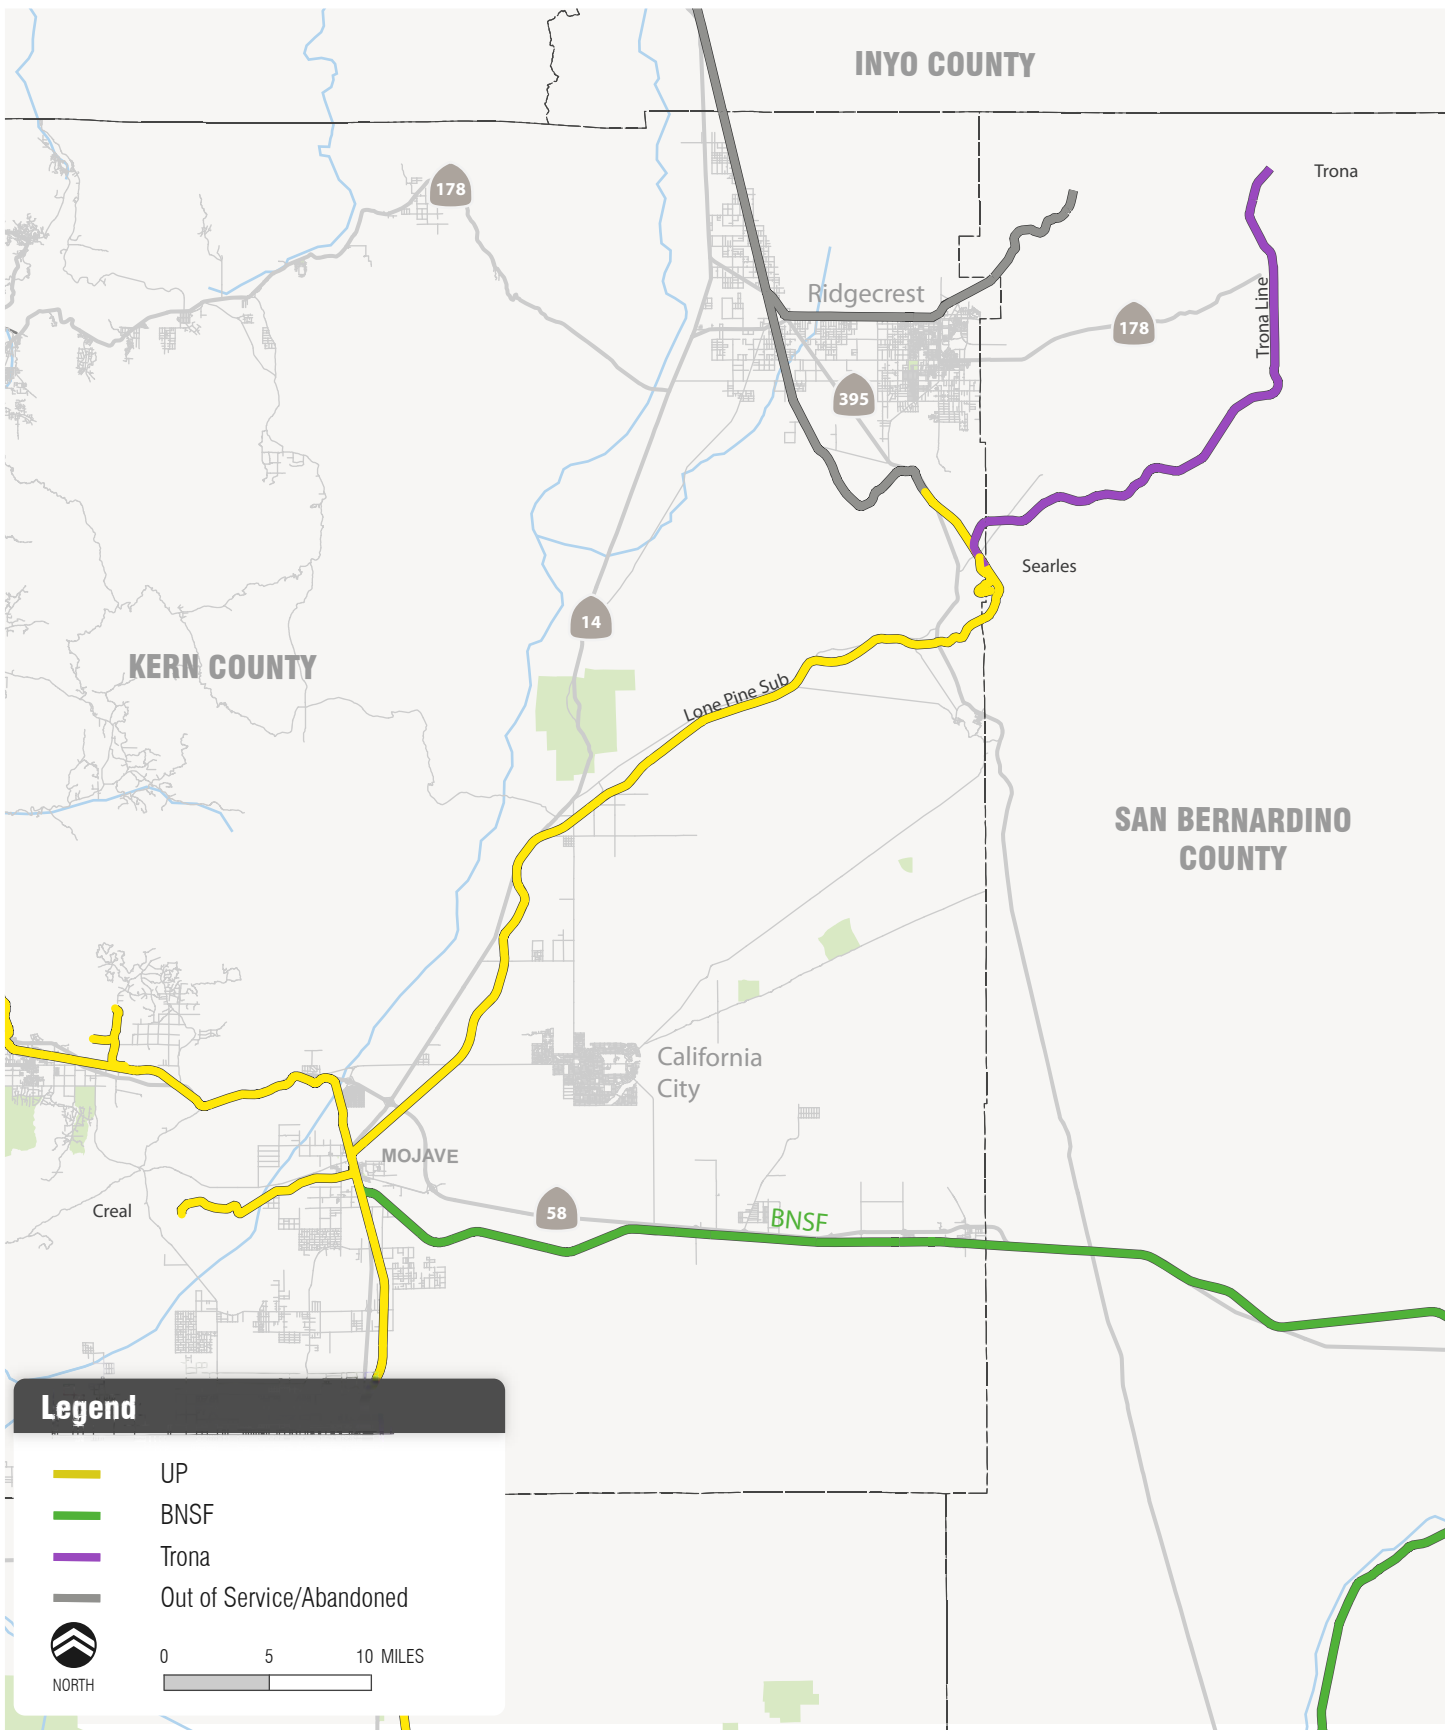 INYO COUNTY
Trona
178
Ridgecrest
178
Trona Line
395
Searles
14
KERN COUNTY
Lone Pine Sub
SAN BERNARDINO
COUNTY
California
City
MOJAVE
Creal
58
BNSF
Legend
UP
BNSF
Trona
Out of Service/Abandoned
0 5 10 MILES
NORTH